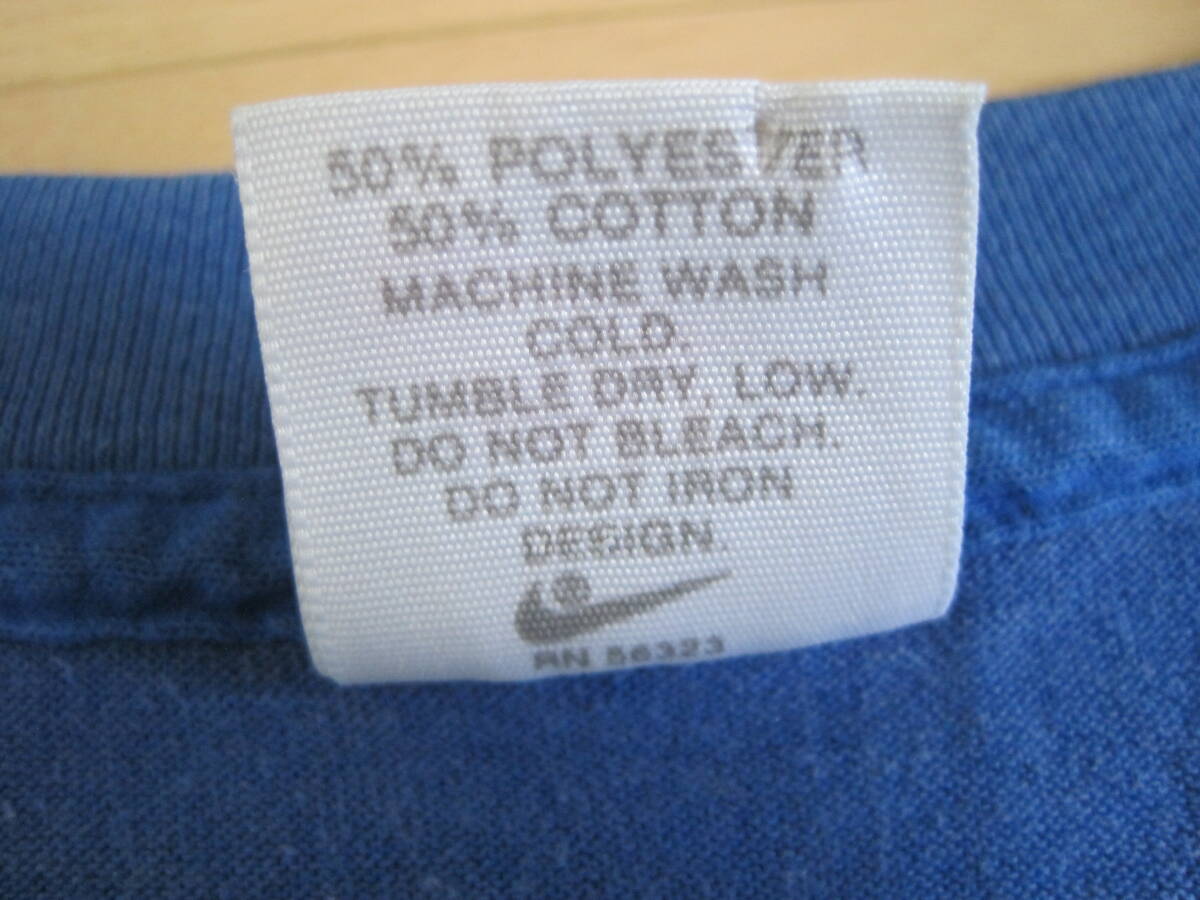 50% POLYESTER
50% COTTON
MACHINE WASH
COLD.
TUMBLE DRY, LOW.
DO NOT BLEACH.
DO NOT IRON
DESIGN.
®
RN 56323